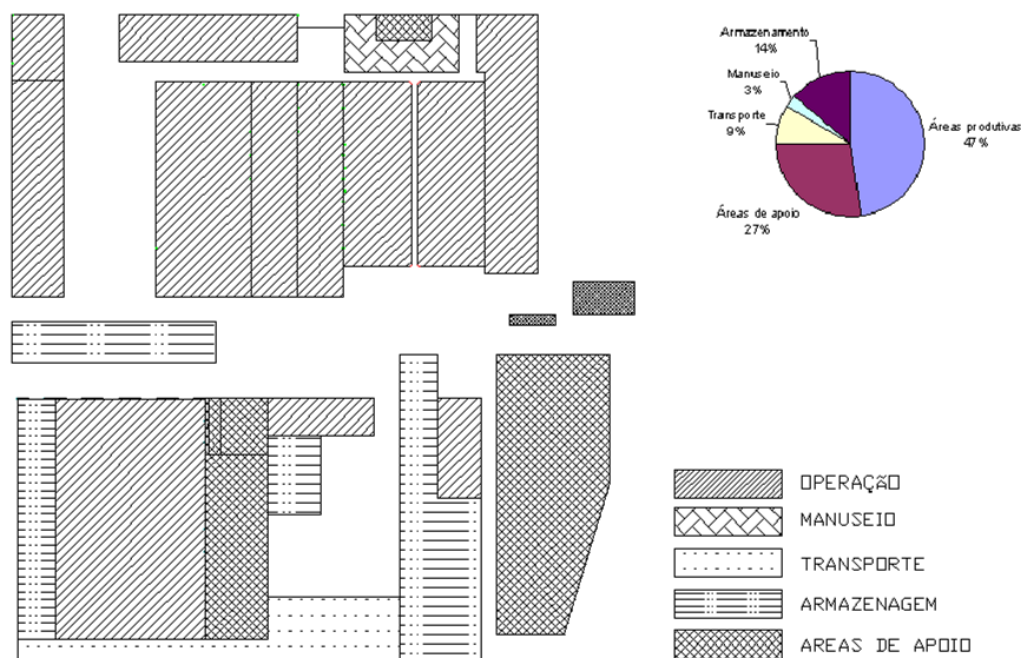 Armazenamento
14%
Manuseio
3%
Transporte
9%
Áreas produtivas
47%
Áreas de apoio
27%
OPERAÇÃO
MANUSEIO
TRANSPORTE
ARMAZENAGEM
AREAS DE APOIO